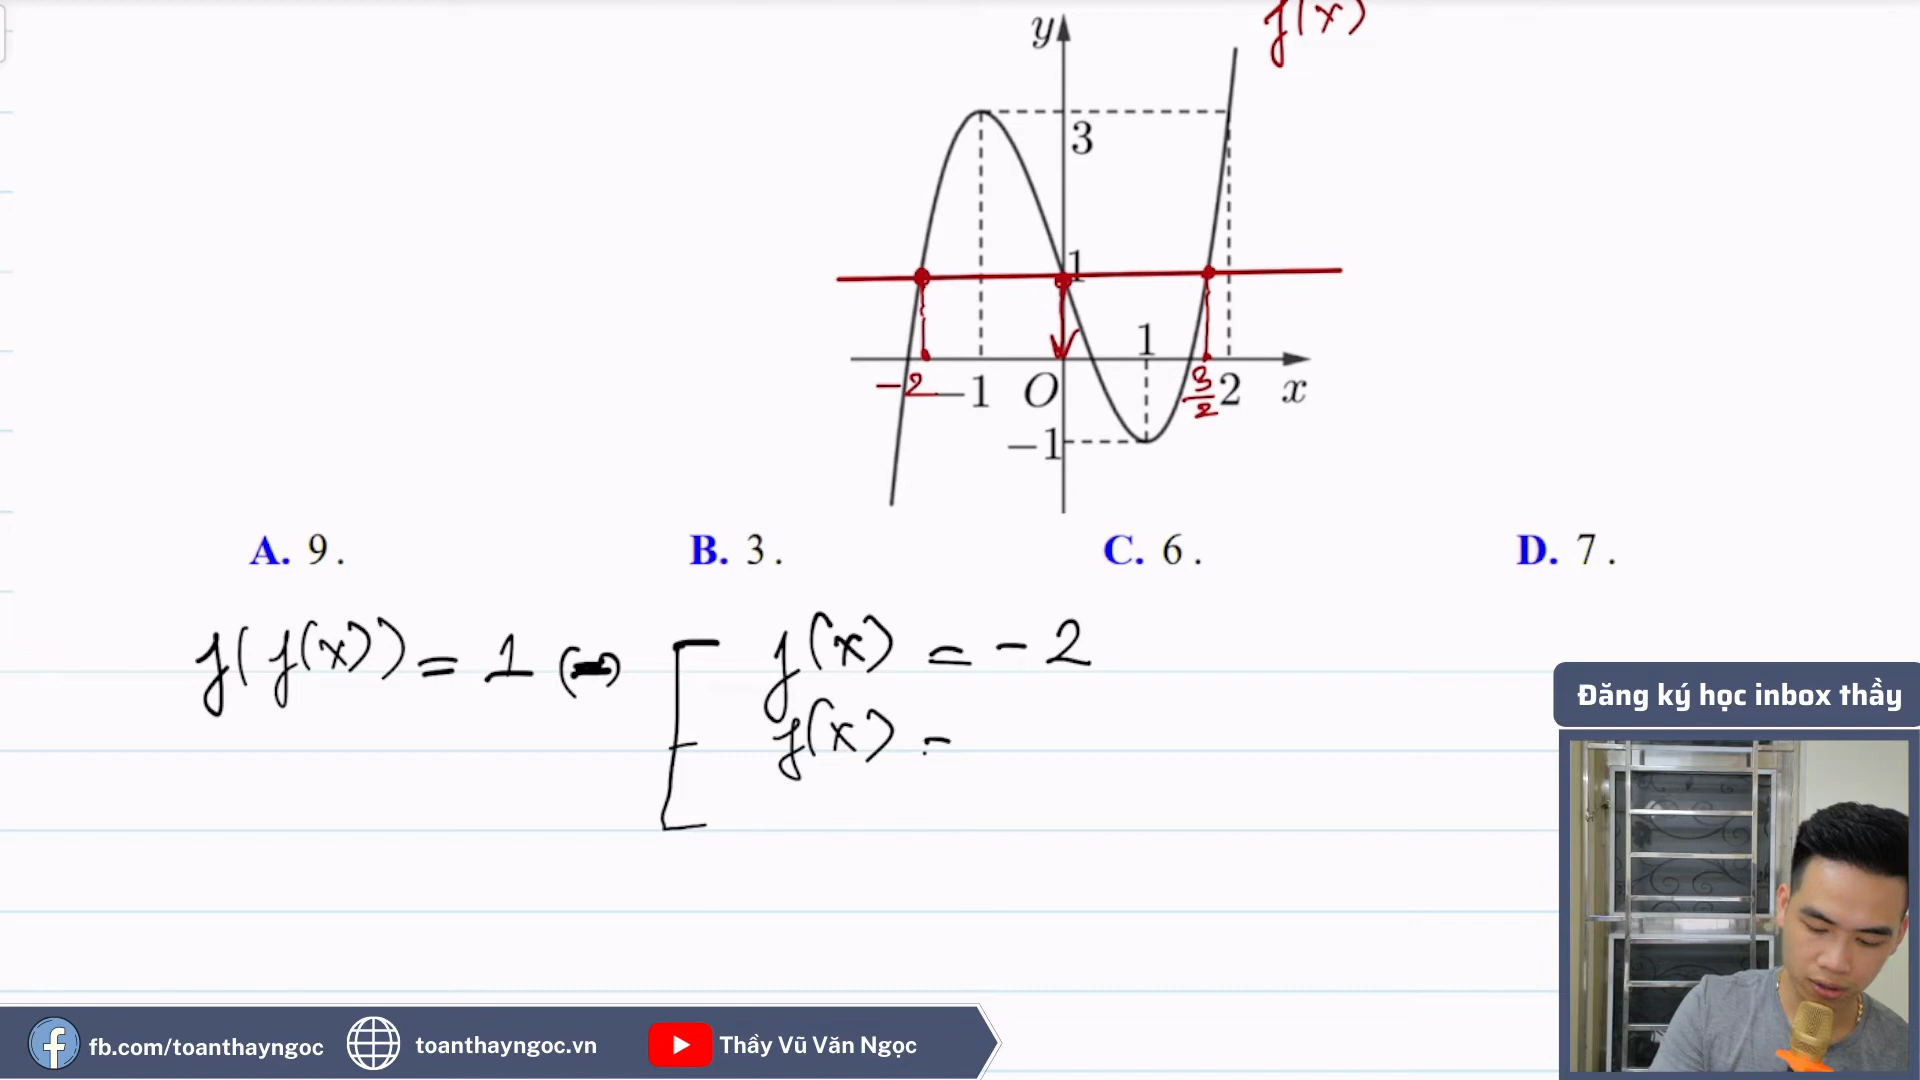 f(x)
y
3
1
1
-2 -1 O 3/2 2 x
-1
A. 9. B. 3. C. 6. D. 7.
f(f(x)) = 1 ⇔ [ f(x) = -2
f(x) =
Đăng ký học inbox thầy
fb.com/toanthayngoc toanthayngoc.vn Thầy Vũ Văn Ngọc